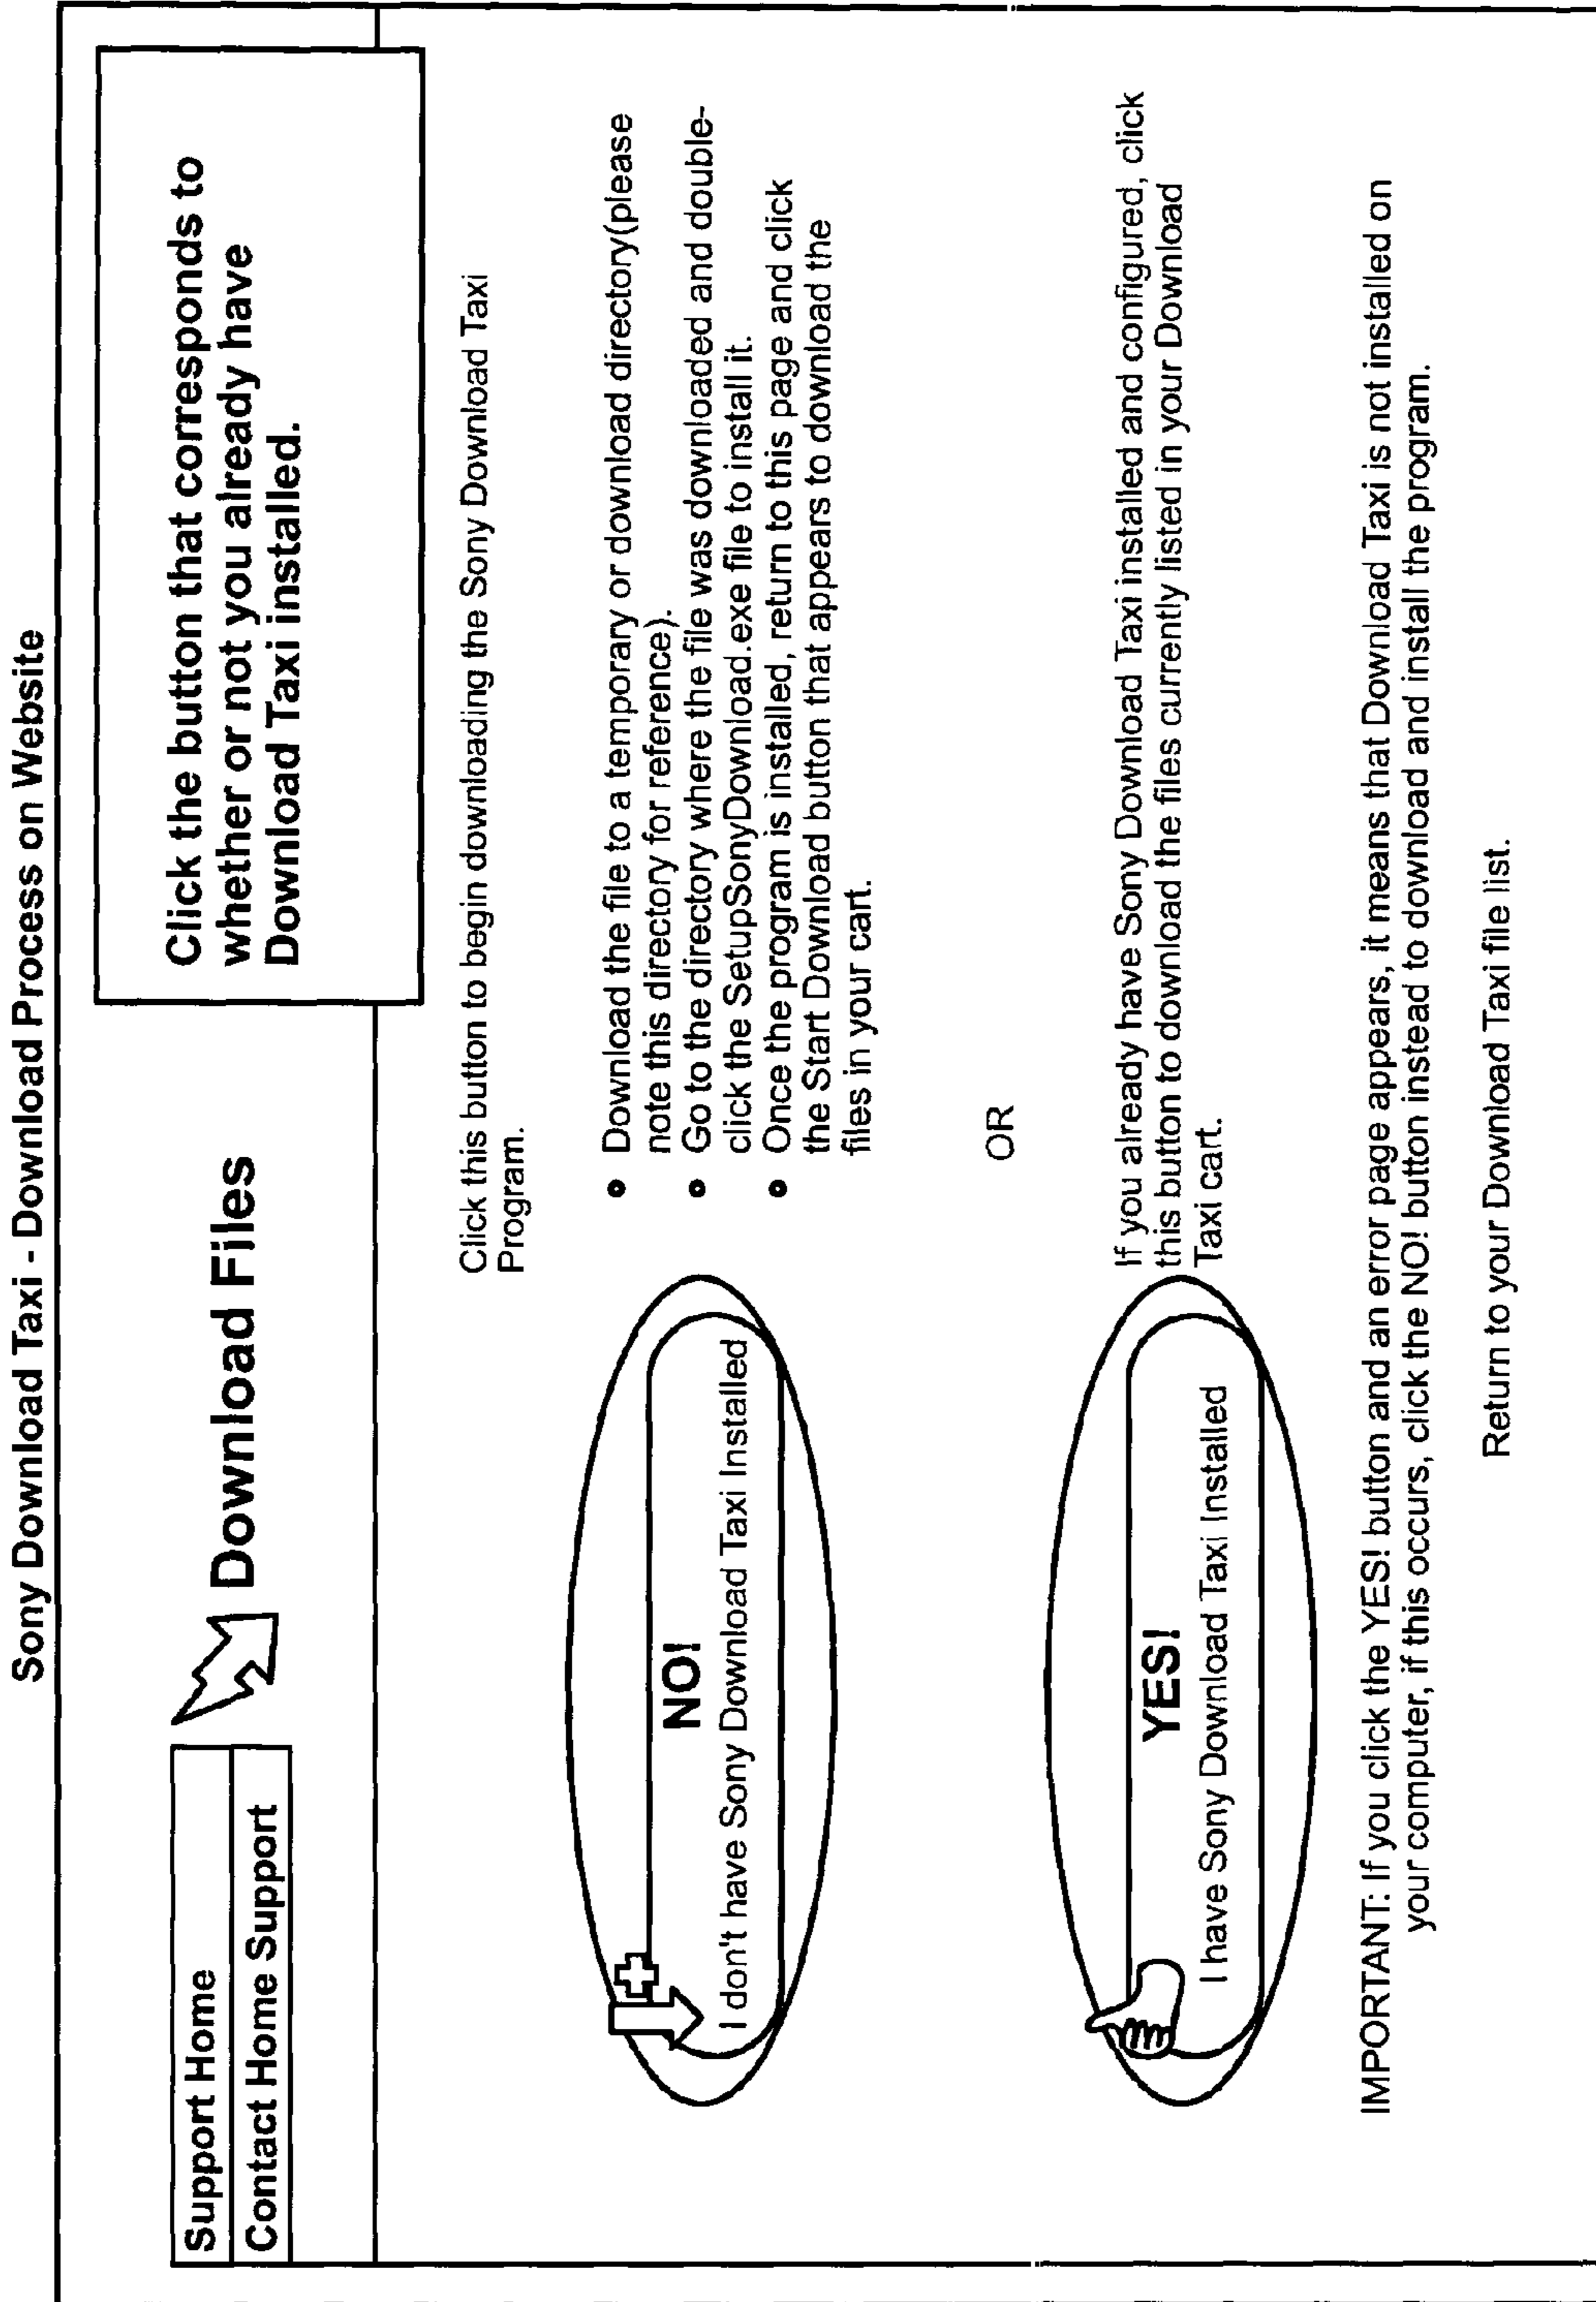 Sony Download Taxi - Download Process on Website
Support Home
Contact Home Support
Download Files
Click the button that corresponds to
whether or not you already have
Download Taxi installed.
Click this button to begin downloading the Sony Download Taxi
Program.
NO!
I don't have Sony Download Taxi Installed
Download the file to a temporary or download directory(please
note this directory for reference).
Go to the directory where the file was downloaded and double-
click the SetupSonyDownload.exe file to install it.
Once the program is installed, return to this page and click
the Start Download button that appears to download the
files in your cart.
OR
YES!
I have Sony Download Taxi Installed
If you already have Sony Download Taxi installed and configured, click
this button to download the files currently listed in your Download
Taxi cart.
IMPORTANT: If you click the YES! button and an error page appears, it means that Download Taxi is not installed on
your computer, if this occurs, click the NO! button instead to download and install the program.
Return to your Download Taxi file list.